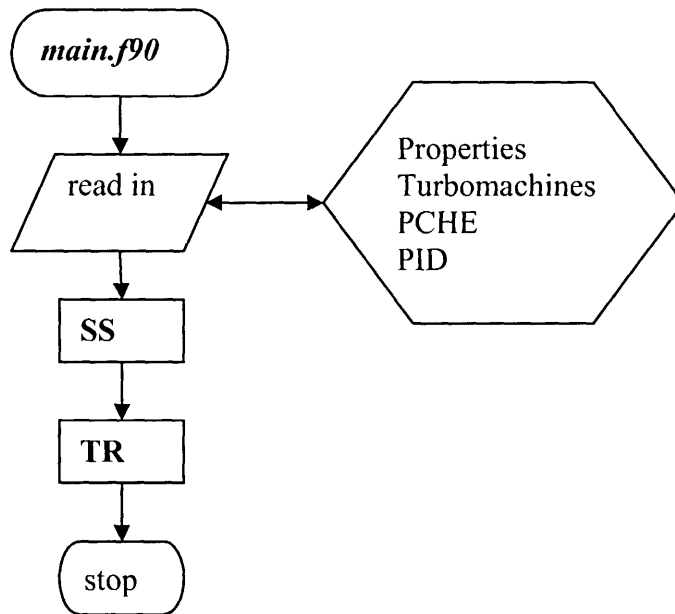 main.f90
read in
Properties
Turbomachines
PCHE
PID
SS
TR
stop